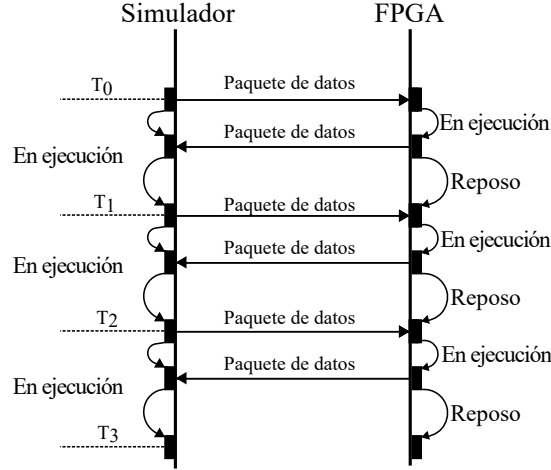 Simulador FPGA
T0 Paquete de datos
En ejecución
Paquete de datos
En ejecución
Reposo
T1 Paquete de datos
En ejecución
Paquete de datos
En ejecución
Reposo
T2 Paquete de datos
En ejecución
Paquete de datos
En ejecución
Reposo
T3